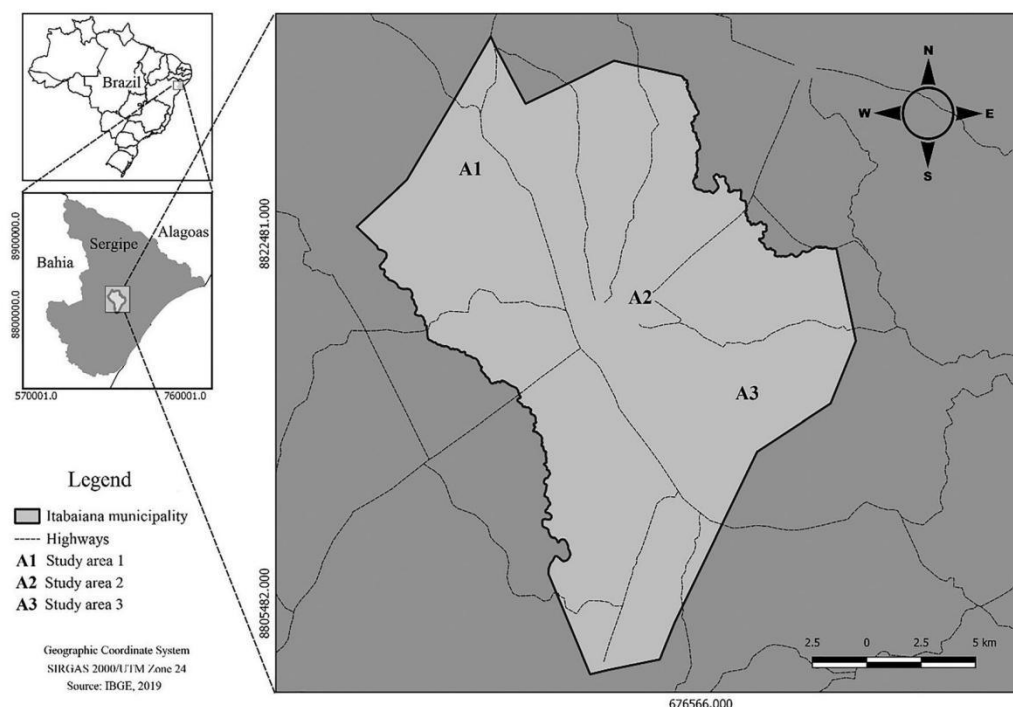 Brazil
Sergipe
Alagoas
Bahia
8900000.0
8800000.0
570001.0
760001.0
Legend
Itabaiana municipality
Highways
A1 Study area 1
A2 Study area 2
A3 Study area 3
Geographic Coordinate System
SIRGAS 2000/UTM Zone 24
Source: IBGE, 2019
8822481.000
8805482.000
A1
A2
A3
N
W
E
S
2.5 0 2.5 5 km
676566.000